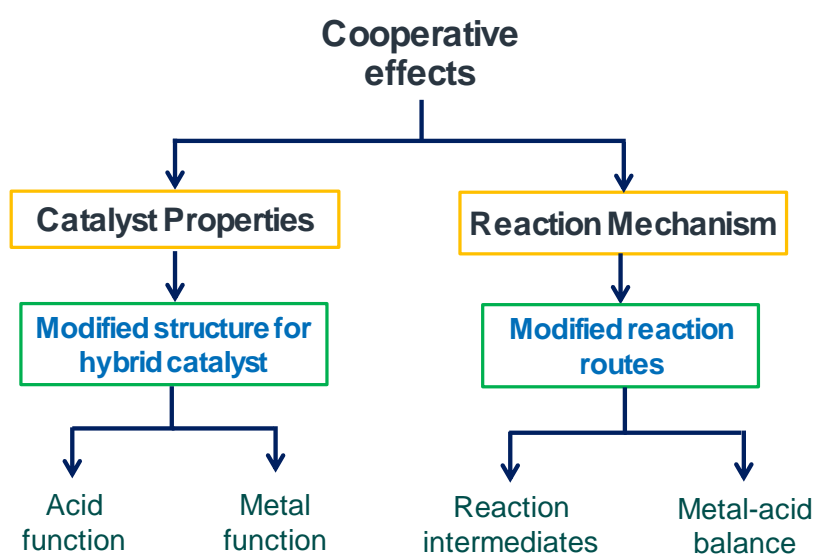 Cooperative
effects
Catalyst Properties
Reaction Mechanism
Modified structure for
hybrid catalyst
Modified reaction
routes
Acid
function
Metal
function
Reaction
intermediates
Metal-acid
balance